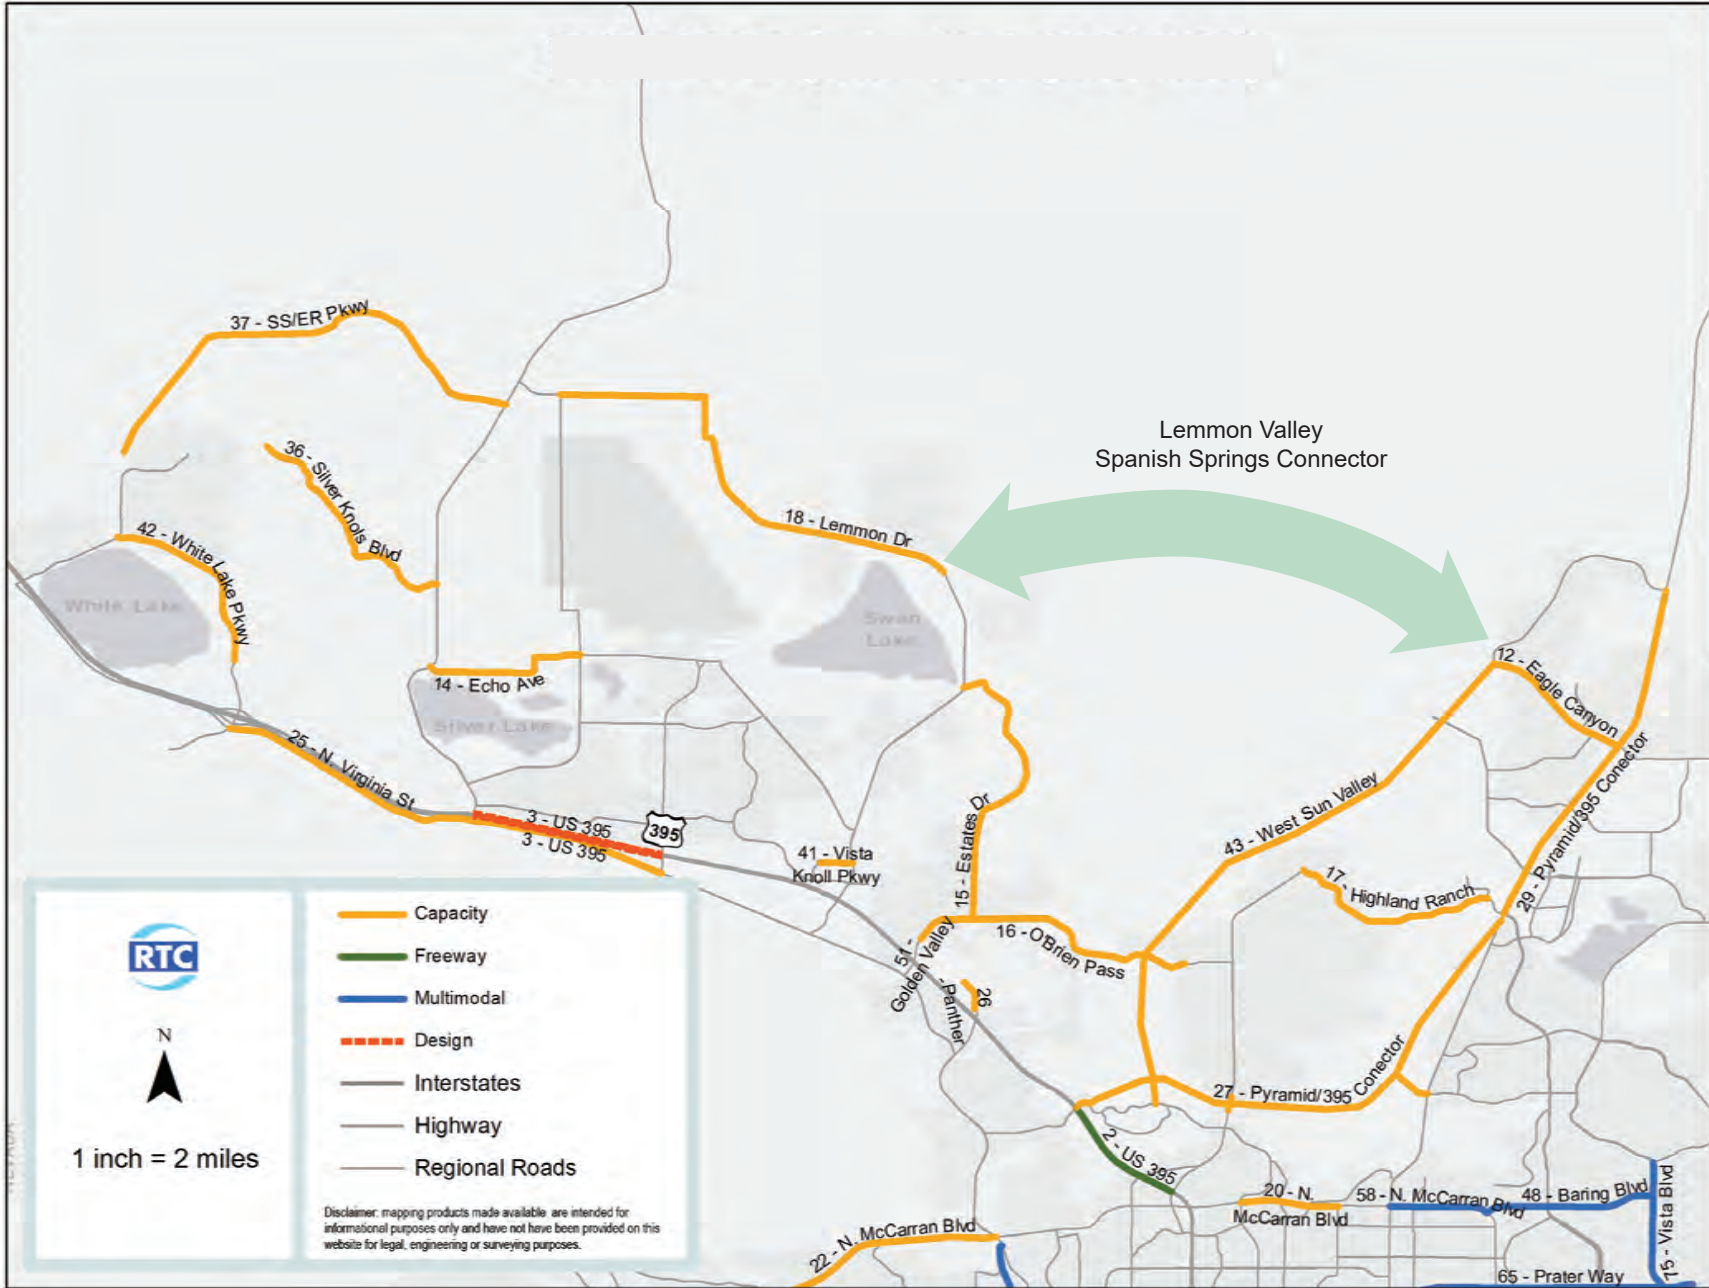 37 - SS/ER Pkwy
36 - Silver Knols Blvd
Lemmon Valley
Spanish Springs Connector
18 - Lemmon Dr
42 - White Lake Pkwy
White Lake
Swan
Lake
12 - Eagle Canyon
14 - Echo Ave
Silver Lake
25 - N. Virginia St
29 - Pyramid/395 Conector
43 - West Sun Valley
3 - US 395
395
3 - US 395
15 - Estates Dr
41 - Vista
Knoll Pkwy
17 - Highland Ranch
51 -
Golden Valley
16 - O'Brien Pass
26
- Panther
27 - Pyramid/395 Conector
2 - US 395
20 - N.
McCarran Blvd
58 - N. McCarran Blvd
48 - Baring Blvd
75 - Vista Blvd
22 - N. McCarran Blvd
65 - Prater Way
RTC
N
1 inch = 2 miles
Capacity
Freeway
Multimodal
Design
Interstates
Highway
Regional Roads
Disclaimer: mapping products made available are intended for
informational purposes only and have not have been provided on this
website for legal, engineering or surveying purposes.